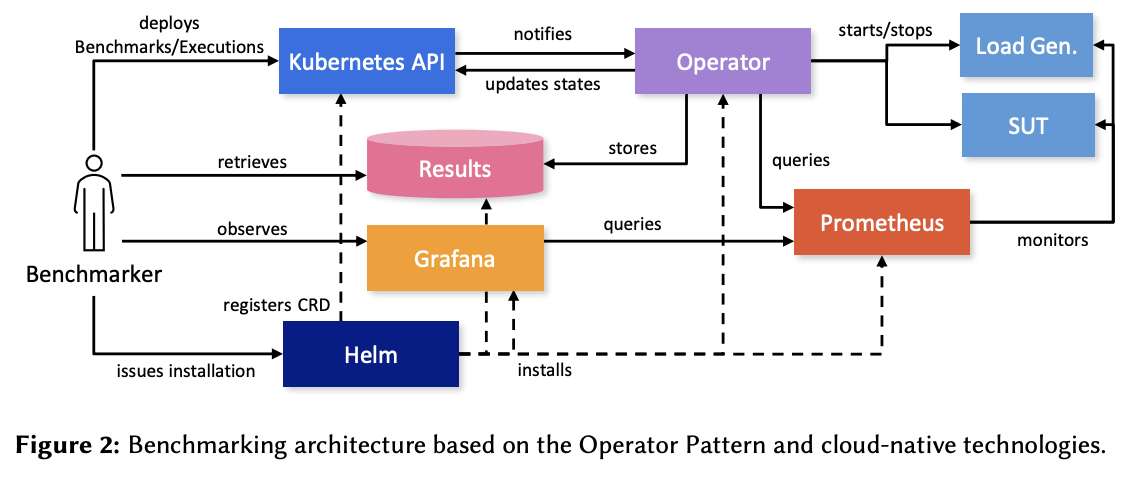 deploys
Benchmarks/Executions
Kubernetes API
notifies
updates states
Operator
starts/stops
Load Gen.
SUT
retrieves
Results
stores
queries
observes
Grafana
queries
Prometheus
monitors
Benchmarker
registers CRD
Helm
issues installation
installs
Figure 2: Benchmarking architecture based on the Operator Pattern and cloud-native technologies.